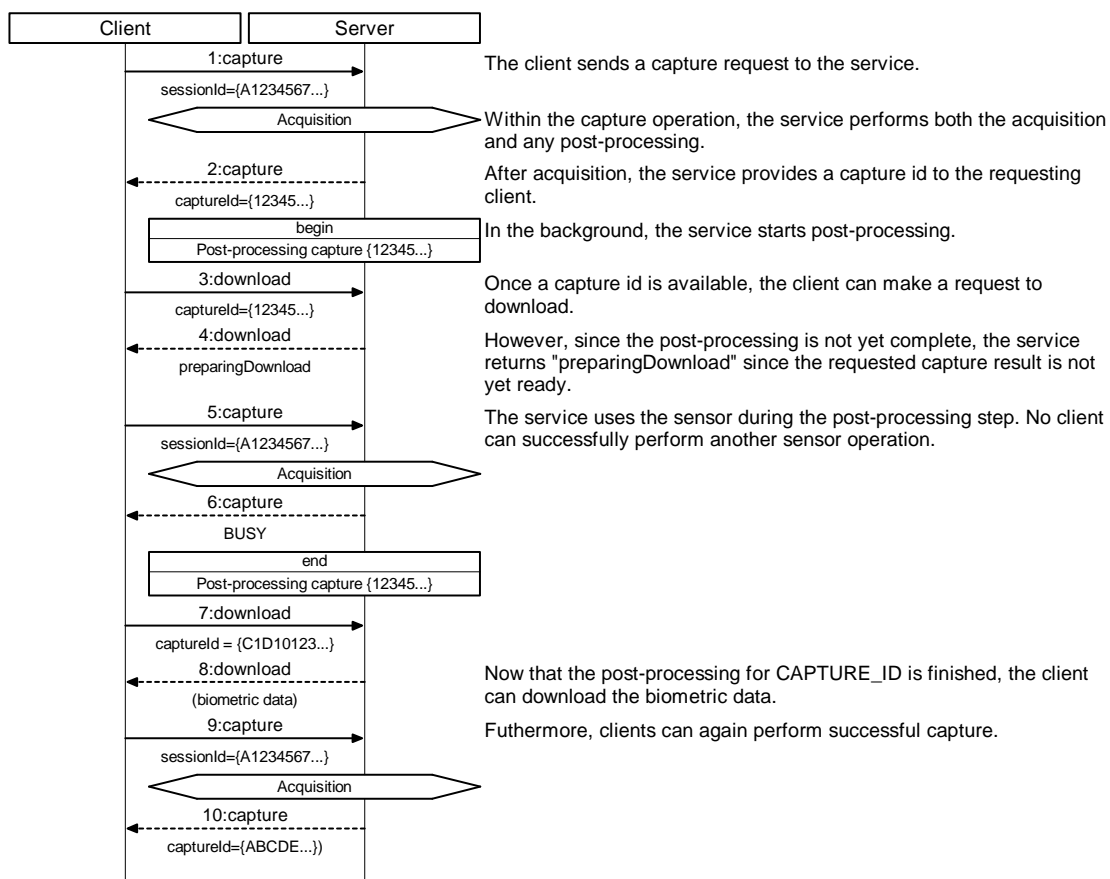 Client
Server
1:capture
The client sends a capture request to the service.
sessionId={A1234567...}
Acquisition
Within the capture operation, the service performs both the acquisition
and any post-processing.
2:capture
After acquisition, the service provides a capture id to the requesting
client.
captureId={12345...}
begin
In the background, the service starts post-processing.
Post-processing capture {12345...}
3:download
Once a capture id is available, the client can make a request to
download.
captureId={12345...}
4:download
However, since the post-processing is not yet complete, the service
returns "preparingDownload" since the requested capture result is not
yet ready.
preparingDownload
5:capture
The service uses the sensor during the post-processing step. No client
can successfully perform another sensor operation.
sessionId={A1234567...}
Acquisition
6:capture
BUSY
end
Post-processing capture {12345...}
7:download
captureId = {C1D10123...}
8:download
Now that the post-processing for CAPTURE_ID is finished, the client
can download the biometric data.
(biometric data)
9:capture
Futhermore, clients can again perform successful capture.
sessionId={A1234567...}
Acquisition
10:capture
captureId={ABCDE...})